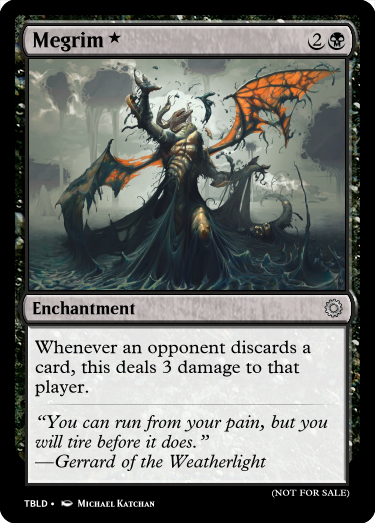 Megrim ★ 2
Enchantment
Whenever an opponent discards a
card, this deals 3 damage to that
player.
“You can run from your pain, but you
will tire before it does.”
—Gerrard of the Weatherlight
(NOT FOR SALE)
TBLD • Michael Katchan